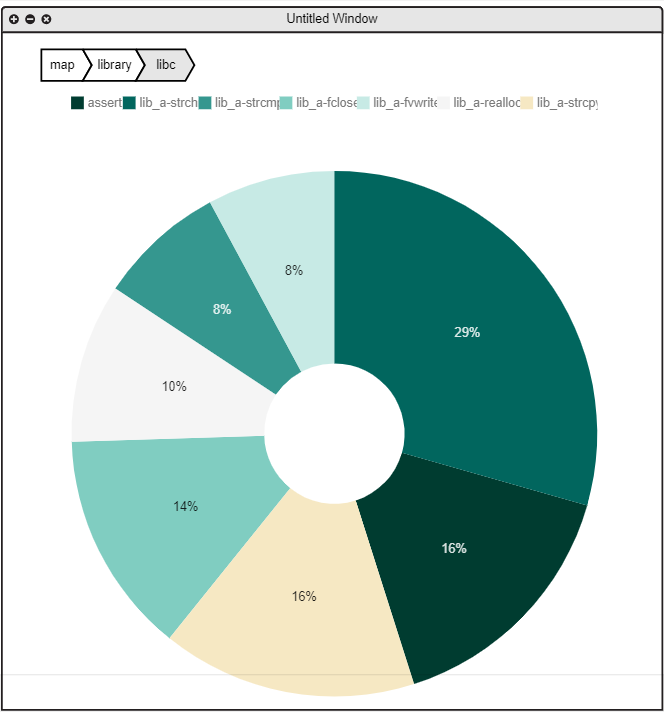 Untitled Window
map library libc
assert lib_a-strch lib_a-strcmp lib_a-fclose lib_a-fvwrite lib_a-realloc lib_a-strcpy
8%
29%
8%
10%
14%
16%
16%